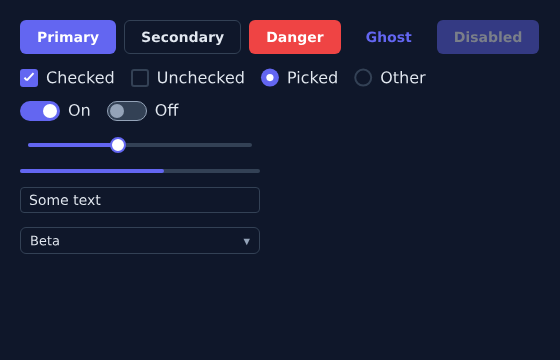 Primary Secondary Danger Ghost Disabled
Checked Unchecked Picked Other
On Off
Some text
Beta